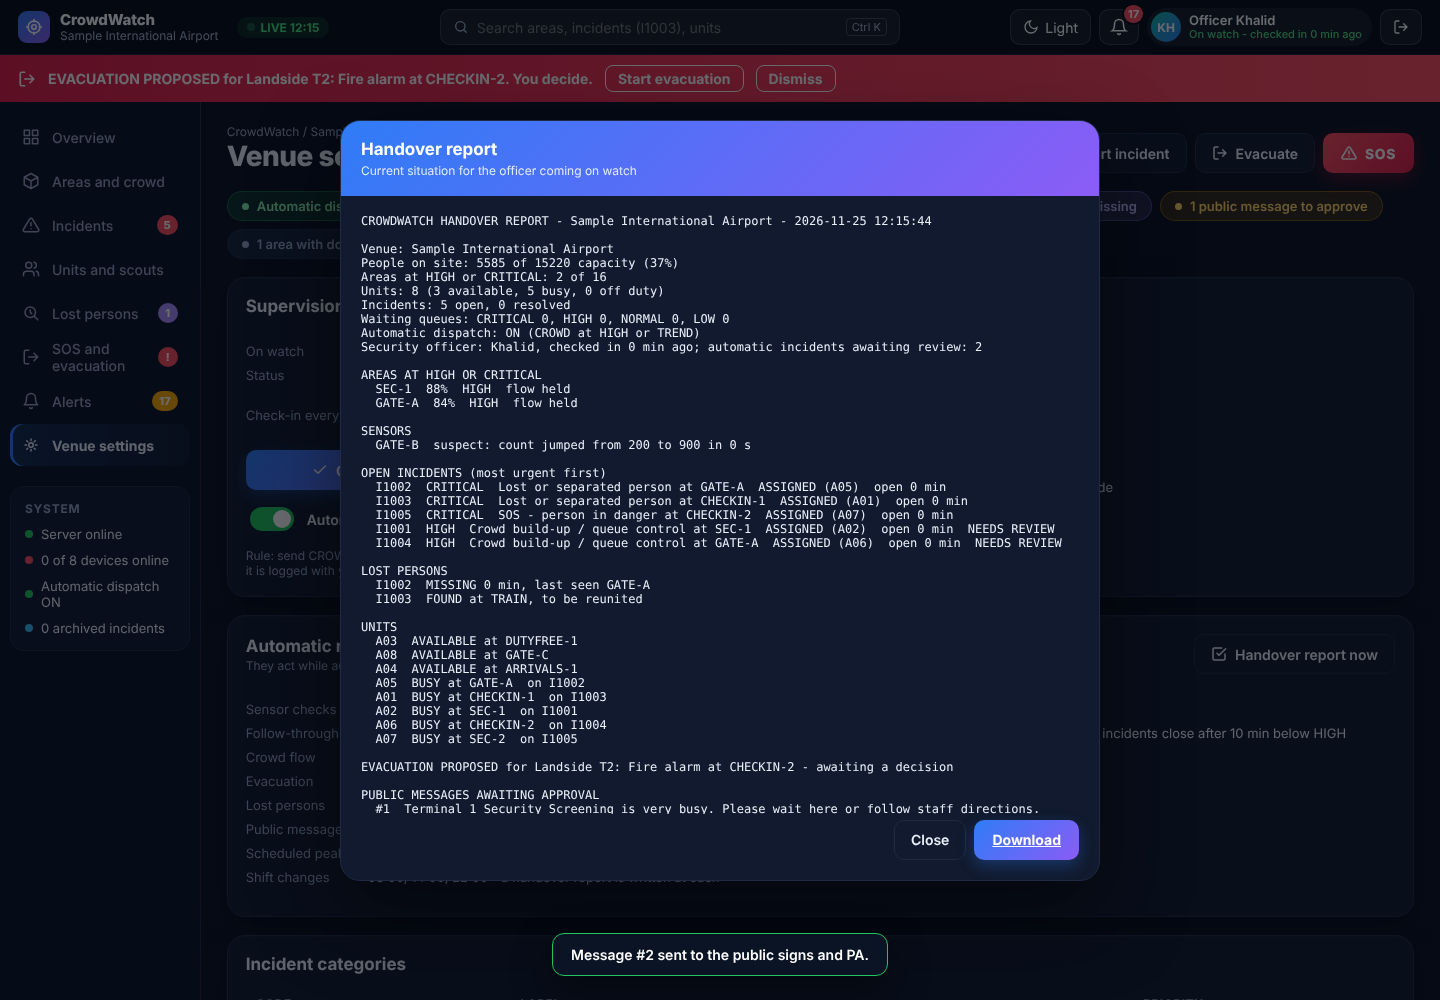 CrowdWatch
Sample International Airport
LIVE 12:15
Search areas, incidents (I1003), units
Ctrl K
Light
17
KH
Officer Khalid
On watch - checked in 0 min ago
EVACUATION PROPOSED for Landside T2: Fire alarm at CHECKIN-2. You decide.
Start evacuation
Dismiss
Overview
Areas and crowd
Incidents 5
Units and scouts
Lost persons 1
SOS and evacuation !
Alerts 17
Venue settings
SYSTEM
Server online
0 of 8 devices online
Automatic dispatch ON
0 archived incidents
CrowdWatch / Samp
Venue se
rt incident
Evacuate
SOS
Automatic dis
issing
1 public message to approve
1 area with do
Supervision
On watch
Status
Check-in every
Auto
Rule: send CROW
it is logged with y
de
Automatic r
They act while au
Handover report now
Sensor checks
Follow-through
incidents close after 10 min below HIGH
Crowd flow
Evacuation
Lost persons
Public message
Scheduled peak
Shift changes
Incident categories
Handover report
Current situation for the officer coming on watch
CROWDWATCH HANDOVER REPORT - Sample International Airport - 2026-11-25 12:15:44
Venue: Sample International Airport
People on site: 5585 of 15220 capacity (37%)
Areas at HIGH or CRITICAL: 2 of 16
Units: 8 (3 available, 5 busy, 0 off duty)
Incidents: 5 open, 0 resolved
Waiting queues: CRITICAL 0, HIGH 0, NORMAL 0, LOW 0
Automatic dispatch: ON (CROWD at HIGH or TREND)
Security officer: Khalid, checked in 0 min ago; automatic incidents awaiting review: 2
AREAS AT HIGH OR CRITICAL
SEC-1 88% HIGH flow held
GATE-A 84% HIGH flow held
SENSORS
GATE-B suspect: count jumped from 200 to 900 in 0 s
OPEN INCIDENTS (most urgent first)
I1002 CRITICAL Lost or separated person at GATE-A ASSIGNED (A05) open 0 min
I1003 CRITICAL Lost or separated person at CHECKIN-1 ASSIGNED (A01) open 0 min
I1005 CRITICAL SOS - person in danger at CHECKIN-2 ASSIGNED (A07) open 0 min
I1001 HIGH Crowd build-up / queue control at SEC-1 ASSIGNED (A02) open 0 min NEEDS REVIEW
I1004 HIGH Crowd build-up / queue control at GATE-A ASSIGNED (A06) open 0 min NEEDS REVIEW
LOST PERSONS
I1002 MISSING 0 min, last seen GATE-A
I1003 FOUND at TRAIN, to be reunited
UNITS
A03 AVAILABLE at DUTYFREE-1
A08 AVAILABLE at GATE-C
A04 AVAILABLE at ARRIVALS-1
A05 BUSY at GATE-A on I1002
A01 BUSY at CHECKIN-1 on I1003
A02 BUSY at SEC-1 on I1001
A06 BUSY at CHECKIN-2 on I1004
A07 BUSY at SEC-2 on I1005
EVACUATION PROPOSED for Landside T2: Fire alarm at CHECKIN-2 - awaiting a decision
PUBLIC MESSAGES AWAITING APPROVAL
#1 Terminal 1 Security Screening is very busy. Please wait here or follow staff directions.
Close
Download
Message #2 sent to the public signs and PA.